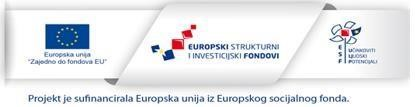 Europska unija
"Zajedno do fondova EU"
EUROPSKI STRUKTURNI
I INVESTICIJSKI FONDOVI
ESF
UČINKOVITI
LJUDSKI
POTENCIJALI
Projekt je sufinancirala Europska unija iz Europskog socijalnog fonda.